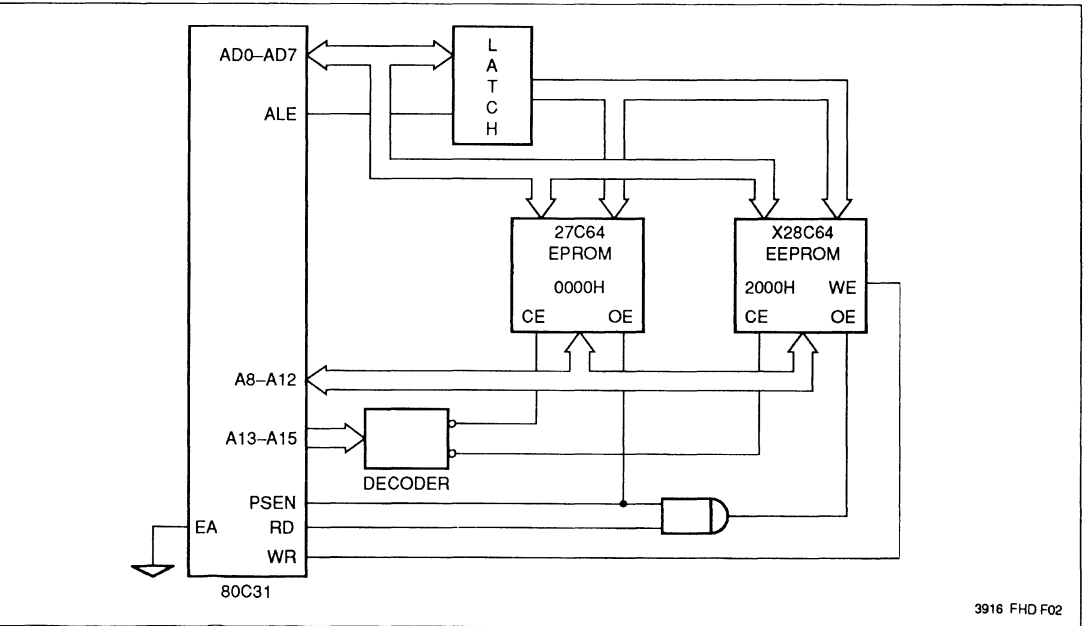 AD0–AD7
ALE
L
A
T
C
H
27C64
EPROM
0000H
CE OE
X28C64
EEPROM
2000H WE
CE OE
A8–A12
A13–A15
DECODER
PSEN
EA
RD
WR
80C31
3916 FHD F02